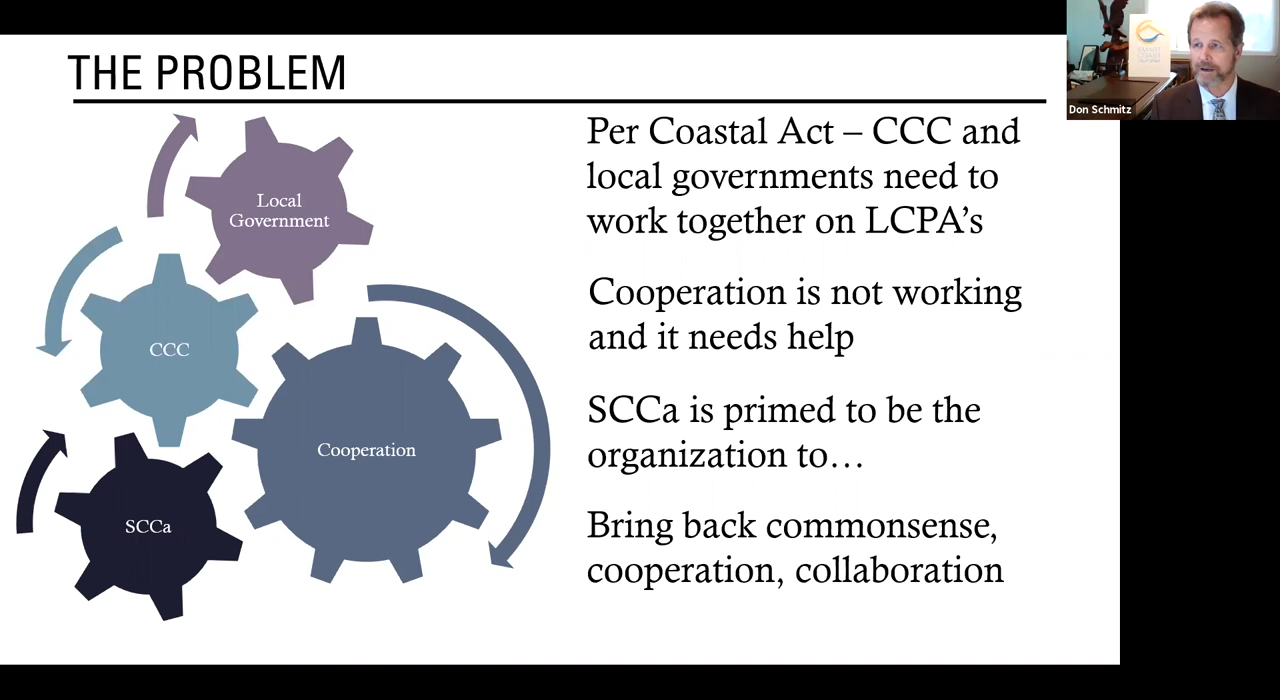 THE PROBLEM
Local
Government
CCC
SCCa
Cooperation
Per Coastal Act – CCC and
local governments need to
work together on LCPA’s
Cooperation is not working
and it needs help
SCCa is primed to be the
organization to…
Bring back commonsense,
cooperation, collaboration
SMART
COAST
Don Schmitz